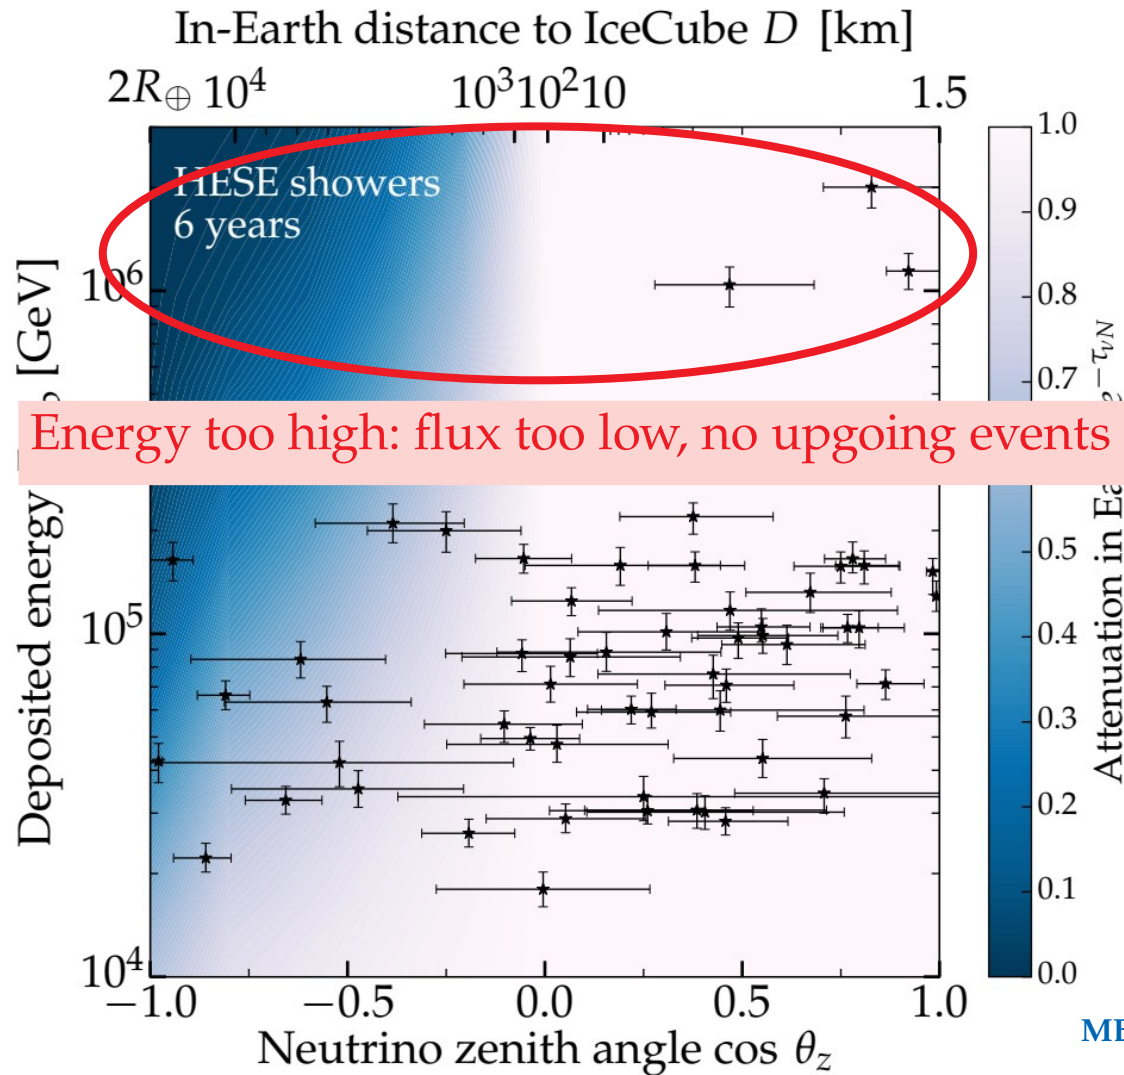 In-Earth distance to IceCube D [km]
2R⊕ 10⁴ 10³10²10 1.5
HESE showers
6 years
Energy too high: flux too low, no upgoing events
Deposited energy [GeV]
10⁶
10⁵
10⁴
−1.0 −0.5 0.0 0.5 1.0
Neutrino zenith angle cos θz
1.0
0.9
0.8
0.7
0.5
0.4
0.3
0.2
0.1
0.0
Attenuation in e^−τνN